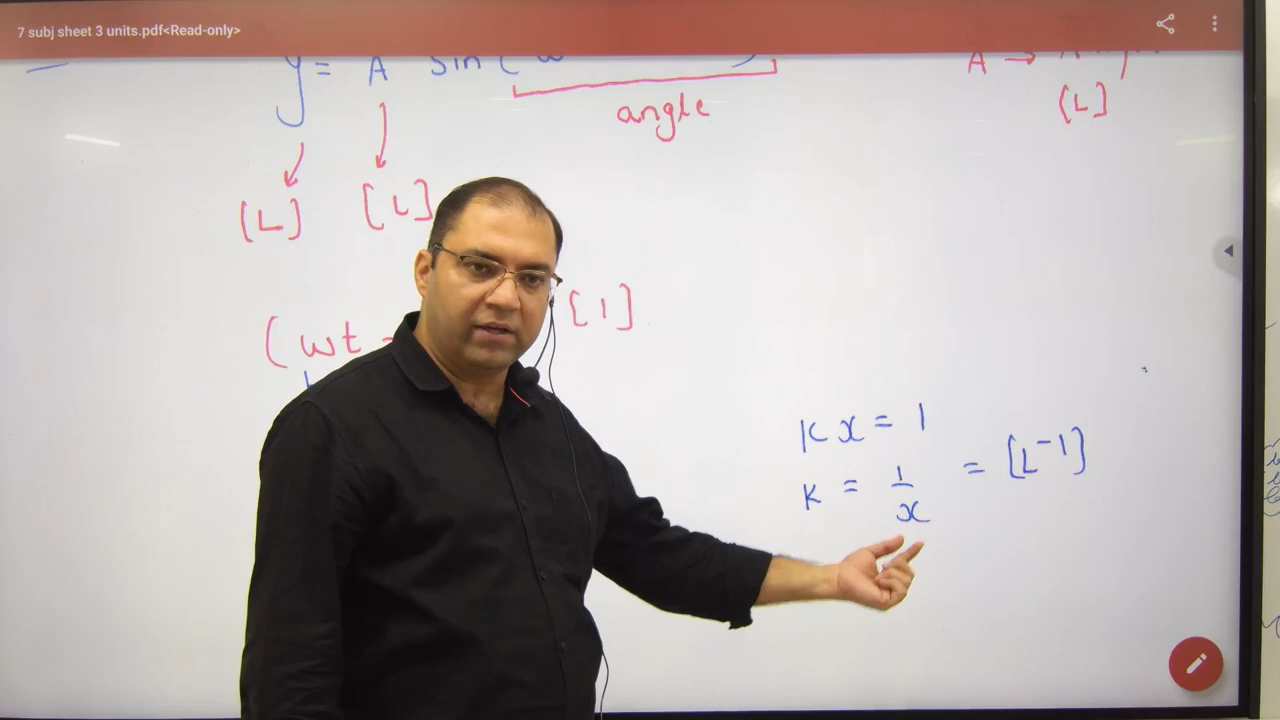 7 subj sheet 3 units.pdf<Read-only>
y = A sin ( ω
angle
A →
[L]
[L] [L]
(ωt - [1]
Kx = 1
K = 1/x = [L⁻¹]